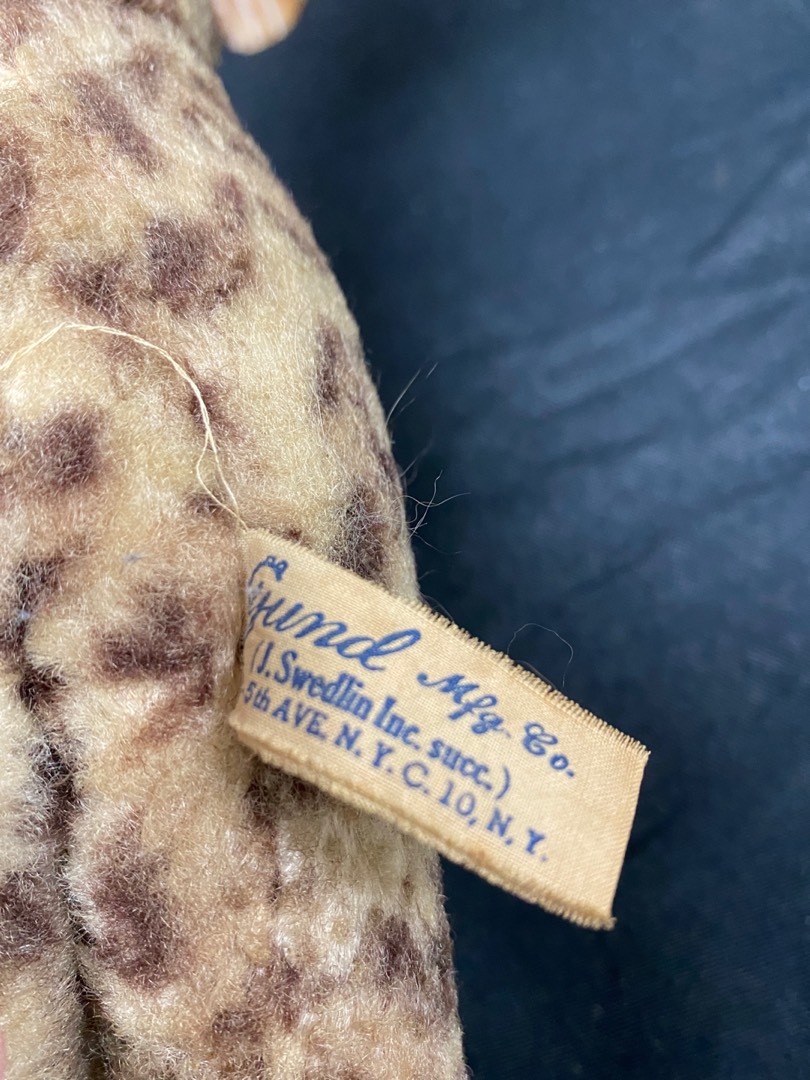 Gund Mfg. Co.
(J. Swedlin Inc. succ.)
5th AVE. N. Y. C. 10, N. Y.